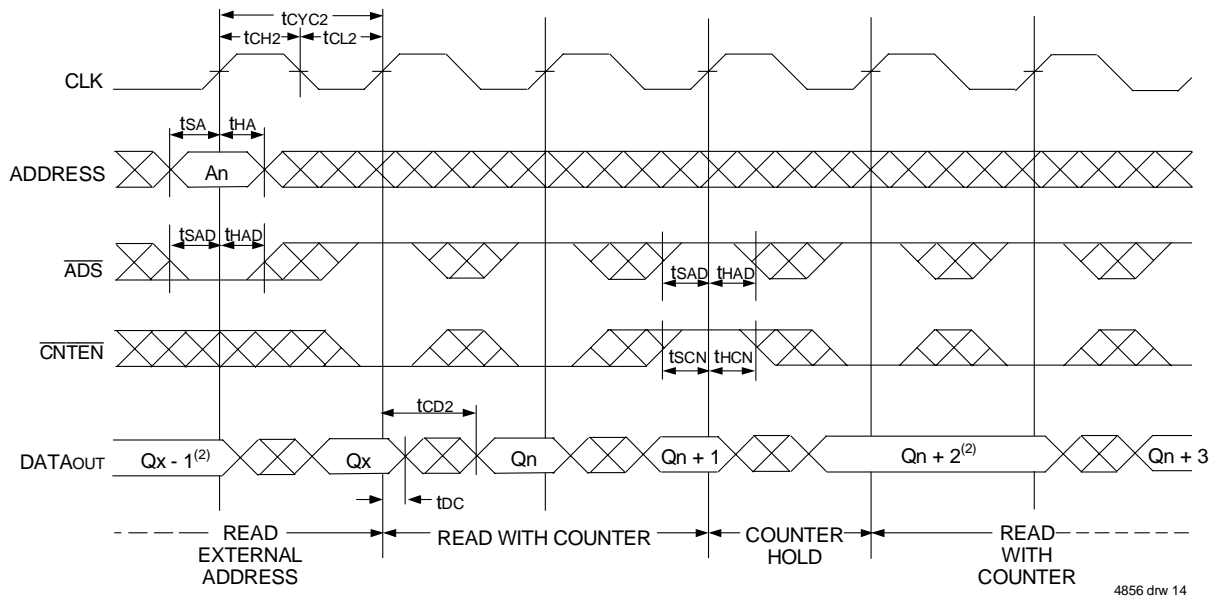 tCYC2
tCH2 tCL2
CLK
tSA tHA
ADDRESS An
tSAD tHAD
ADS tSAD tHAD
CNTEN
tSCN tHCN
tCD2
DATAOUT Qx - 1(2) Qx Qn Qn + 1 Qn + 2(2) Qn + 3
tDC
READ EXTERNAL ADDRESS
READ WITH COUNTER
COUNTER HOLD
READ WITH COUNTER
4856 drw 14